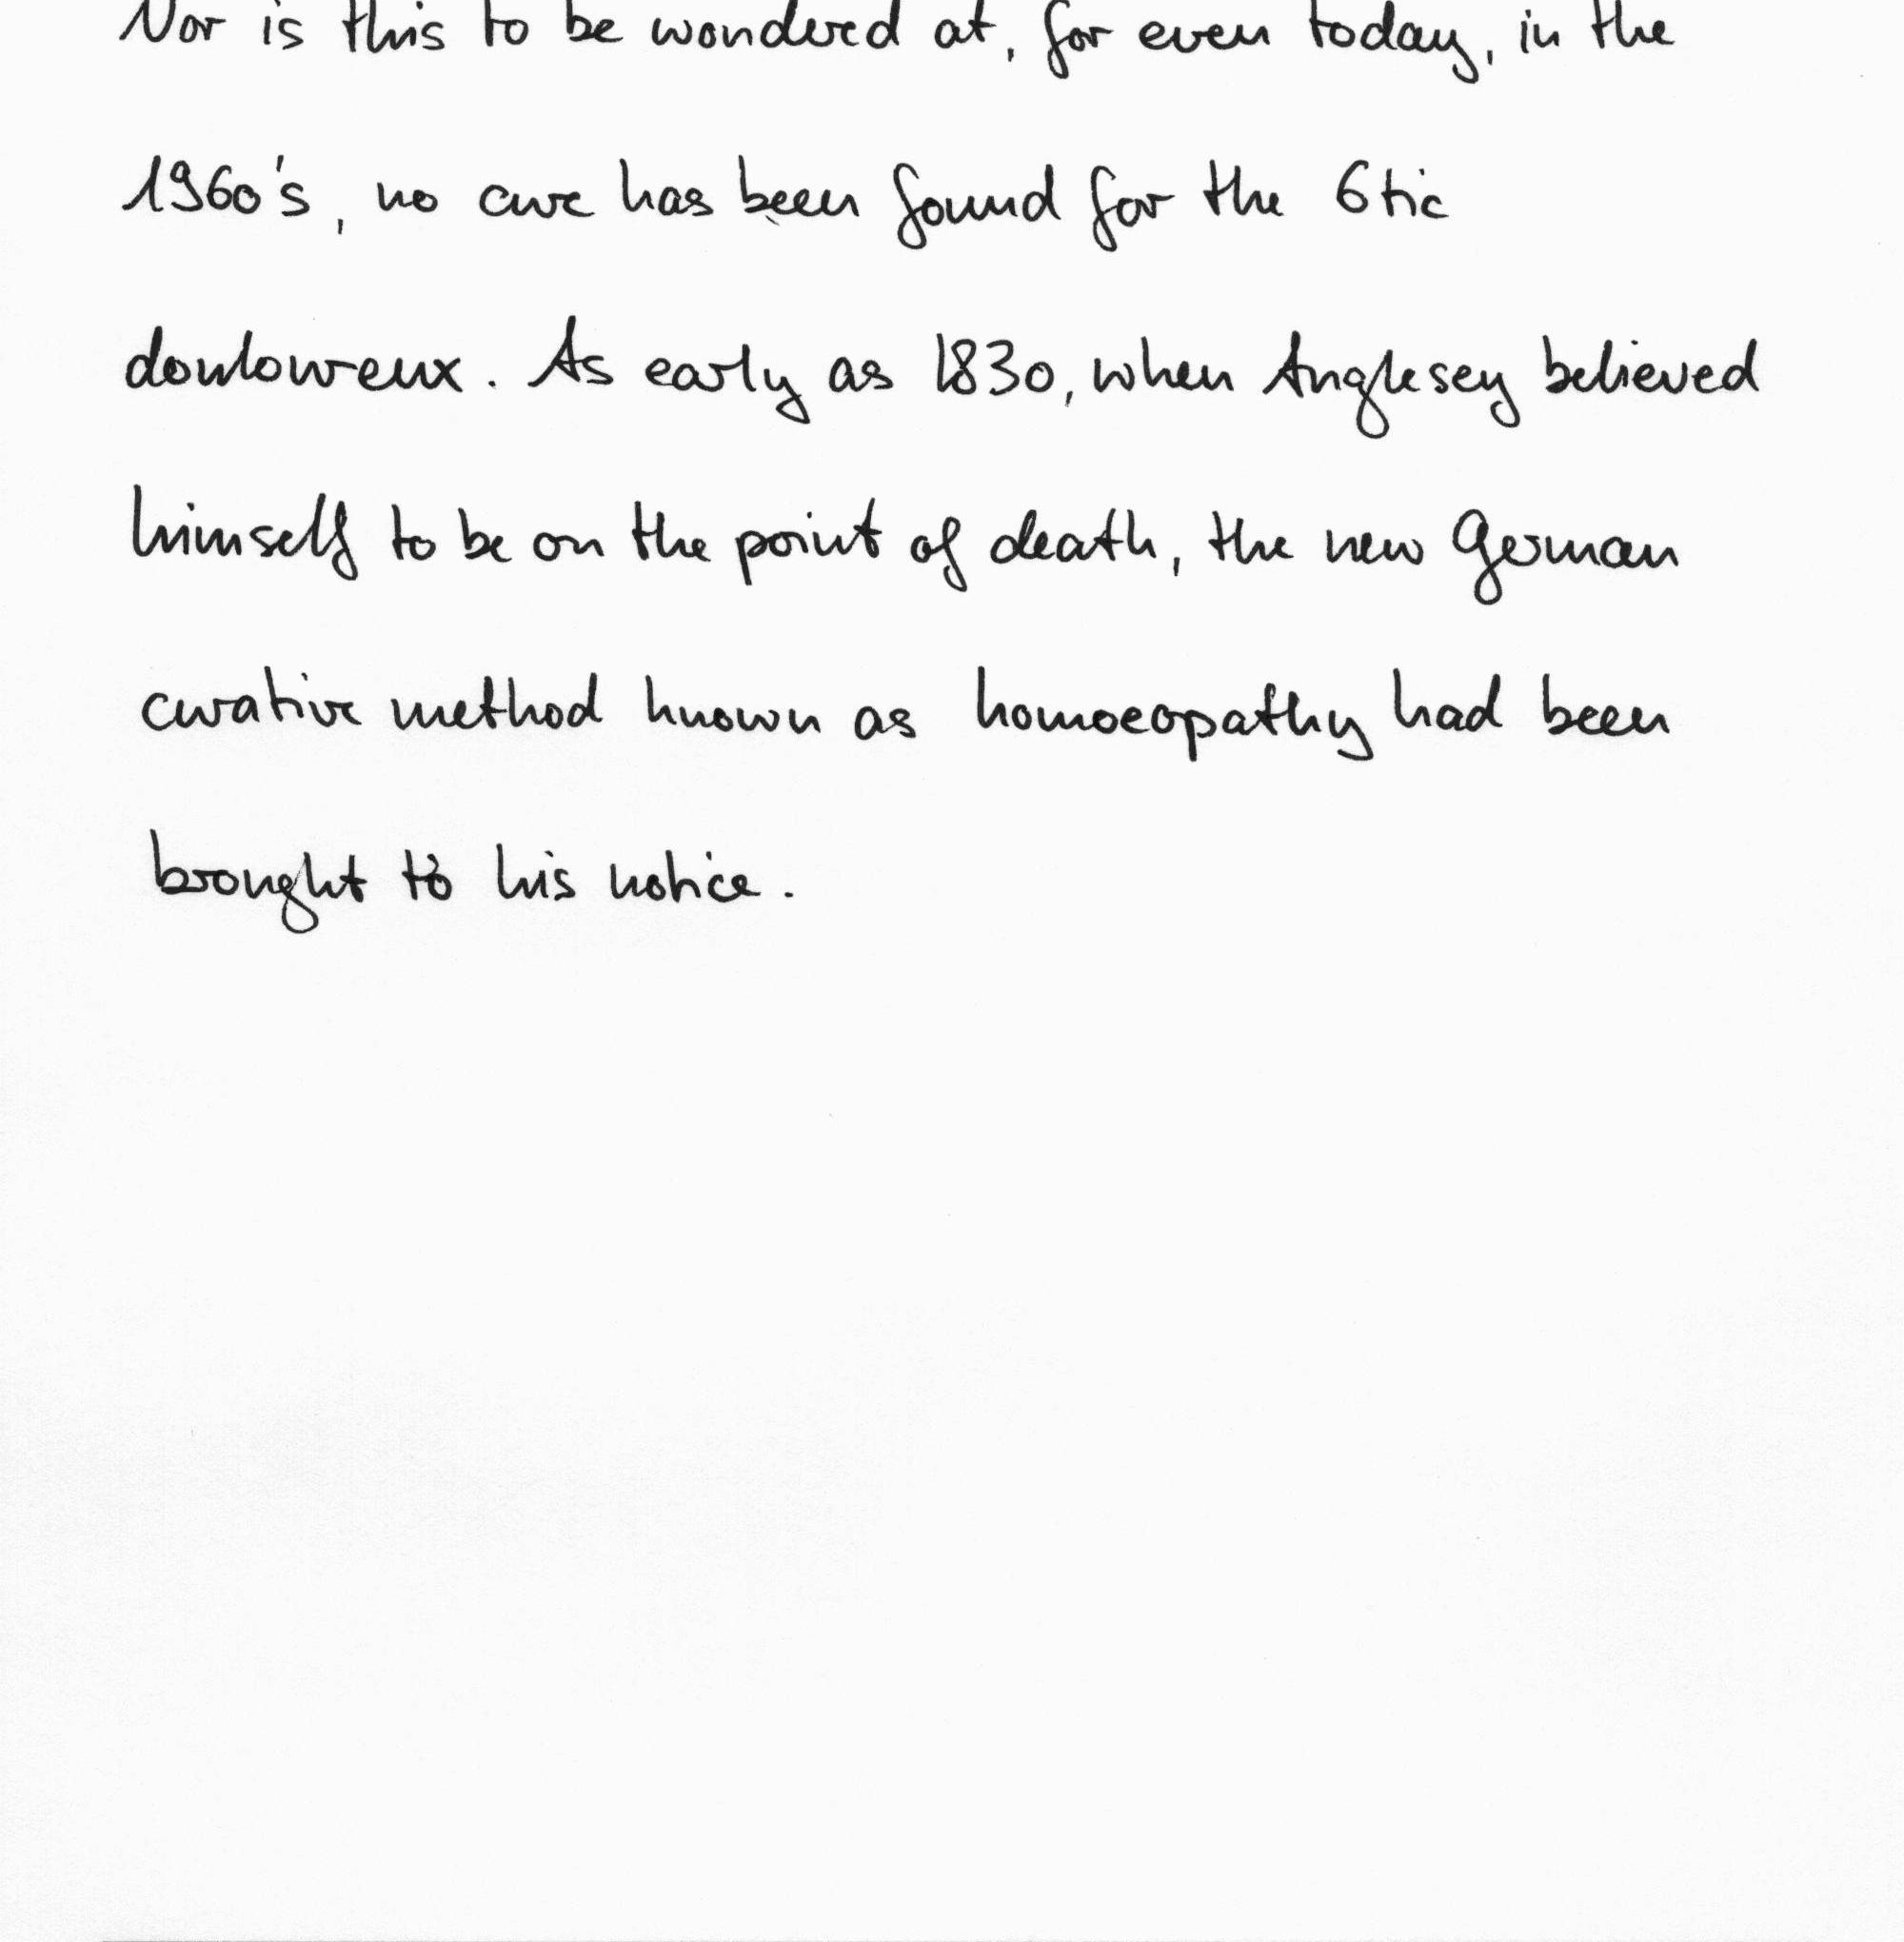 Nor is this to be wondered at, for even today, in the
1960's, no cure has been found for the 6tic
douloureux. As early as 1830, when Anglesey believed
himself to be on the point of death, the new German
curative method known as homoeopathy had been
brought to his notice.